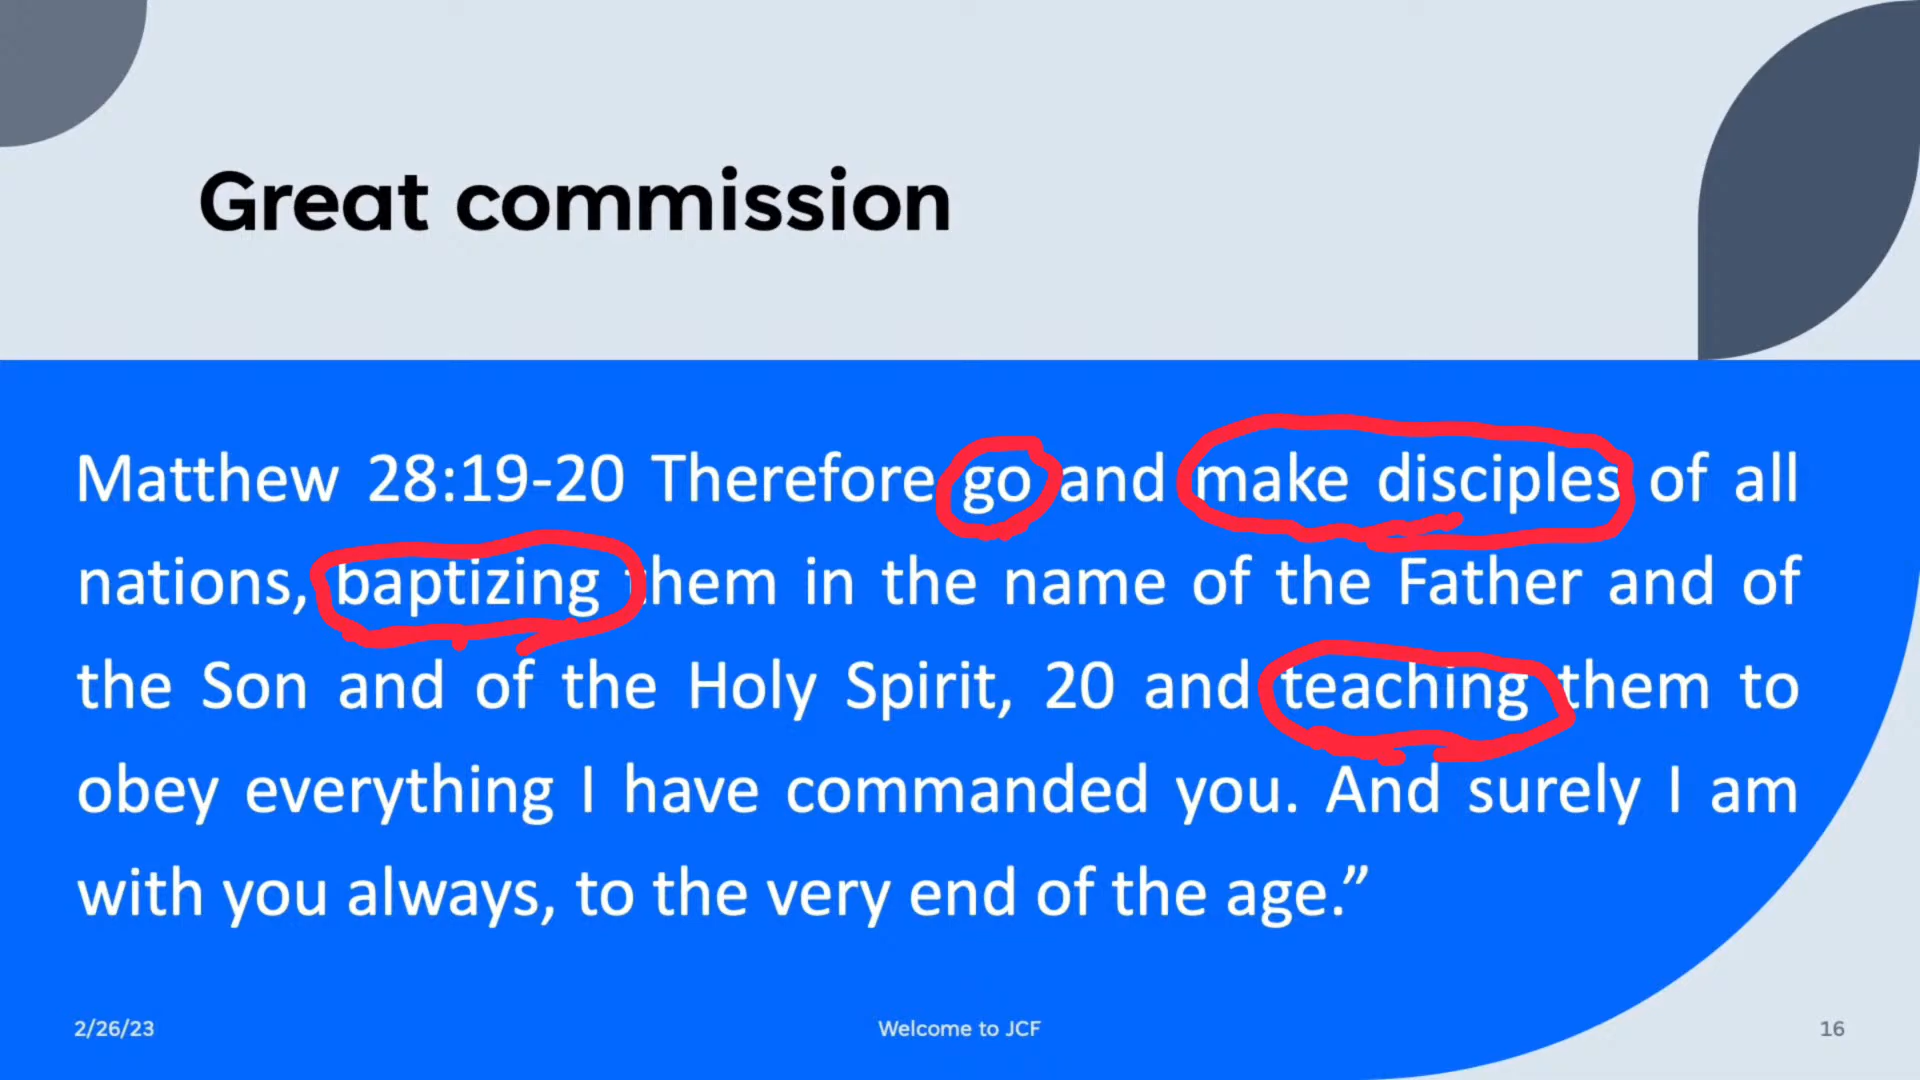 Great commission
Matthew 28:19-20 Therefore go and make disciples of all
nations, baptizing them in the name of the Father and of
the Son and of the Holy Spirit, 20 and teaching them to
obey everything I have commanded you. And surely I am
with you always, to the very end of the age.”
2/26/23
Welcome to JCF
16